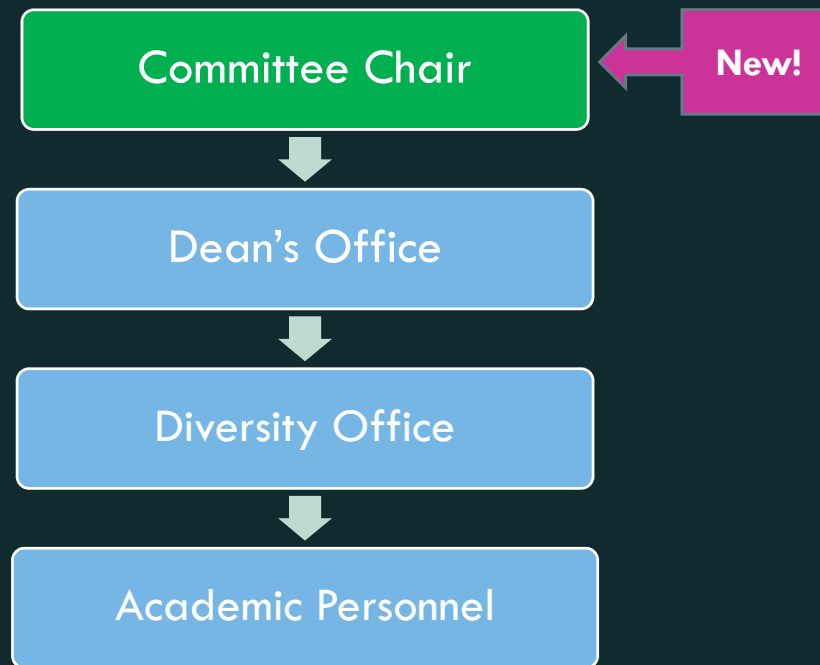 Committee Chair
New!
Dean’s Office
Diversity Office
Academic Personnel